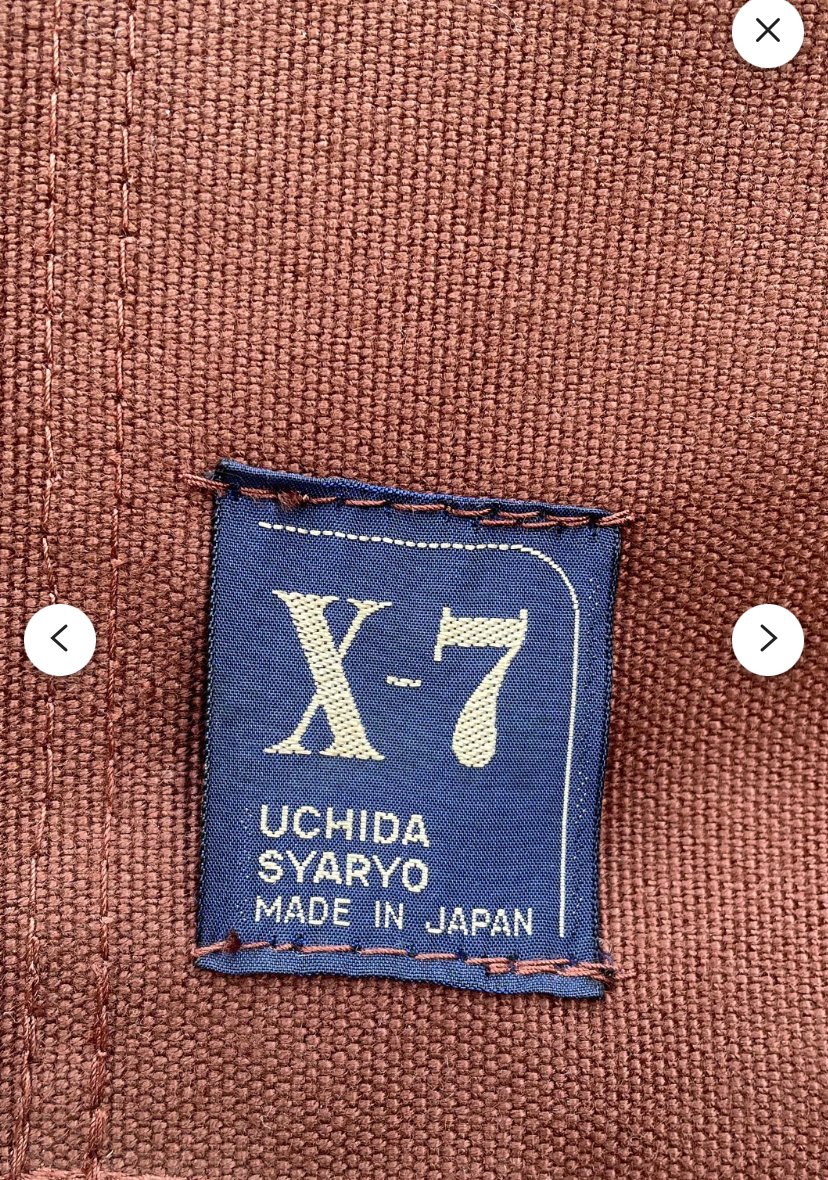 X-7
UCHIDA
SYARYO
MADE IN JAPAN